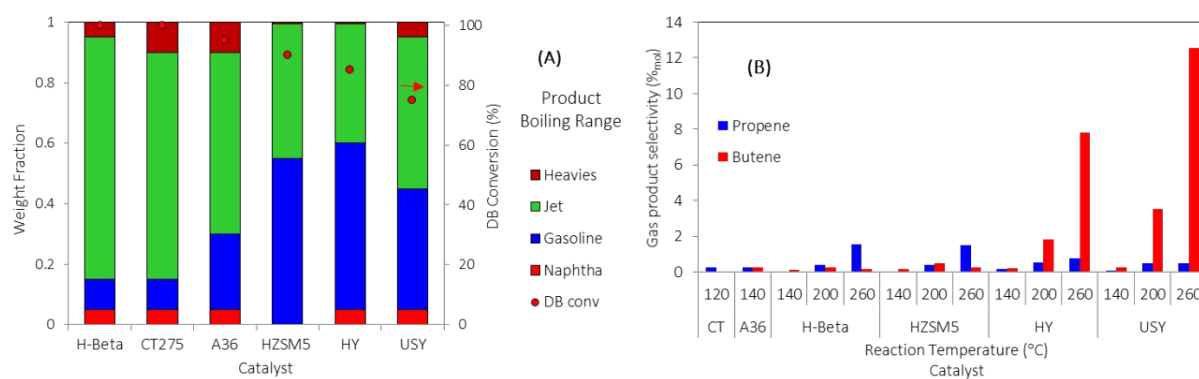 1
0.8
0.6
0.4
0.2
0
Weight Fraction
100
80
60
40
20
0
DB Conversion (%)
H-Beta CT275 A36 HZSM5 HY USY
Catalyst
(A)
Product
Boiling Range
Heavies
Jet
Gasoline
Naphtha
DB conv
14
12
10
8
6
4
2
0
Gas product selectivity (%mol)
(B)
Propene
Butene
120 140 140 200 260 140 200 260 140 200 260 140 200 260
CT A36 H-Beta HZSM5 HY USY
Reaction Temperature (°C)
Catalyst